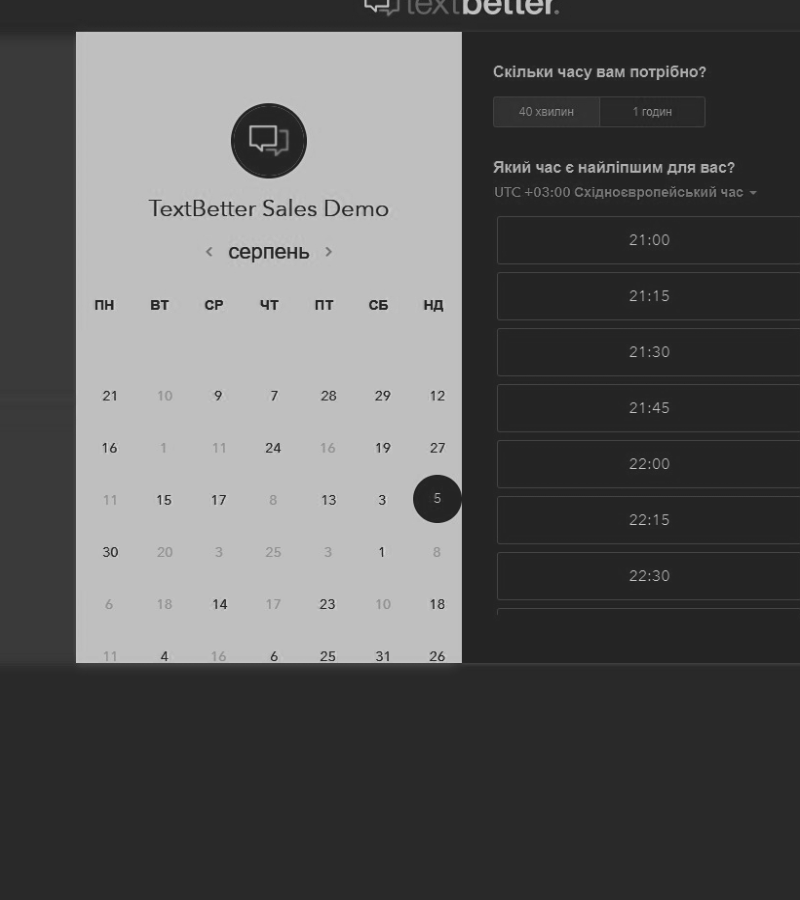 textbetter.
TextBetter Sales Demo
серпень
ПН ВТ СР ЧТ ПТ СБ НД
21 10 9 7 28 29 12
16 1 11 24 16 19 27
11 15 17 8 13 3 5
30 20 3 25 3 1 8
6 18 14 17 23 10 18
11 4 16 6 25 31 26
Скільки часу вам потрібно?
40 хвилин 1 годин
Який час є найліпшим для вас?
UTC +03:00 Східноєвропейський час
21:00
21:15
21:30
21:45
22:00
22:15
22:30